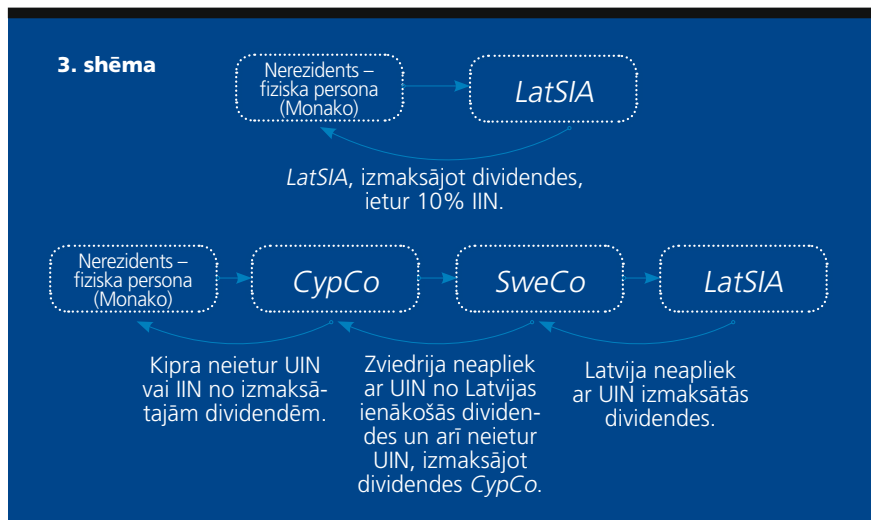 3. shēma
Nerezidents –
fiziska persona
(Monako)
LatSIA
LatSIA, izmaksājot dividendes,
ietur 10% IIN.
Nerezidents –
fiziska persona
(Monako)
CypCo
SweCo
LatSIA
Kipra neietur UIN
vai IIN no izmaksā-
tajām dividendēm.
Zviedrija neapliek
ar UIN no Latvijas
ienākošās dividen-
des un arī neietur
UIN, izmaksājot
dividendes CypCo.
Latvija neapliek
ar UIN izmaksātās
dividendes.